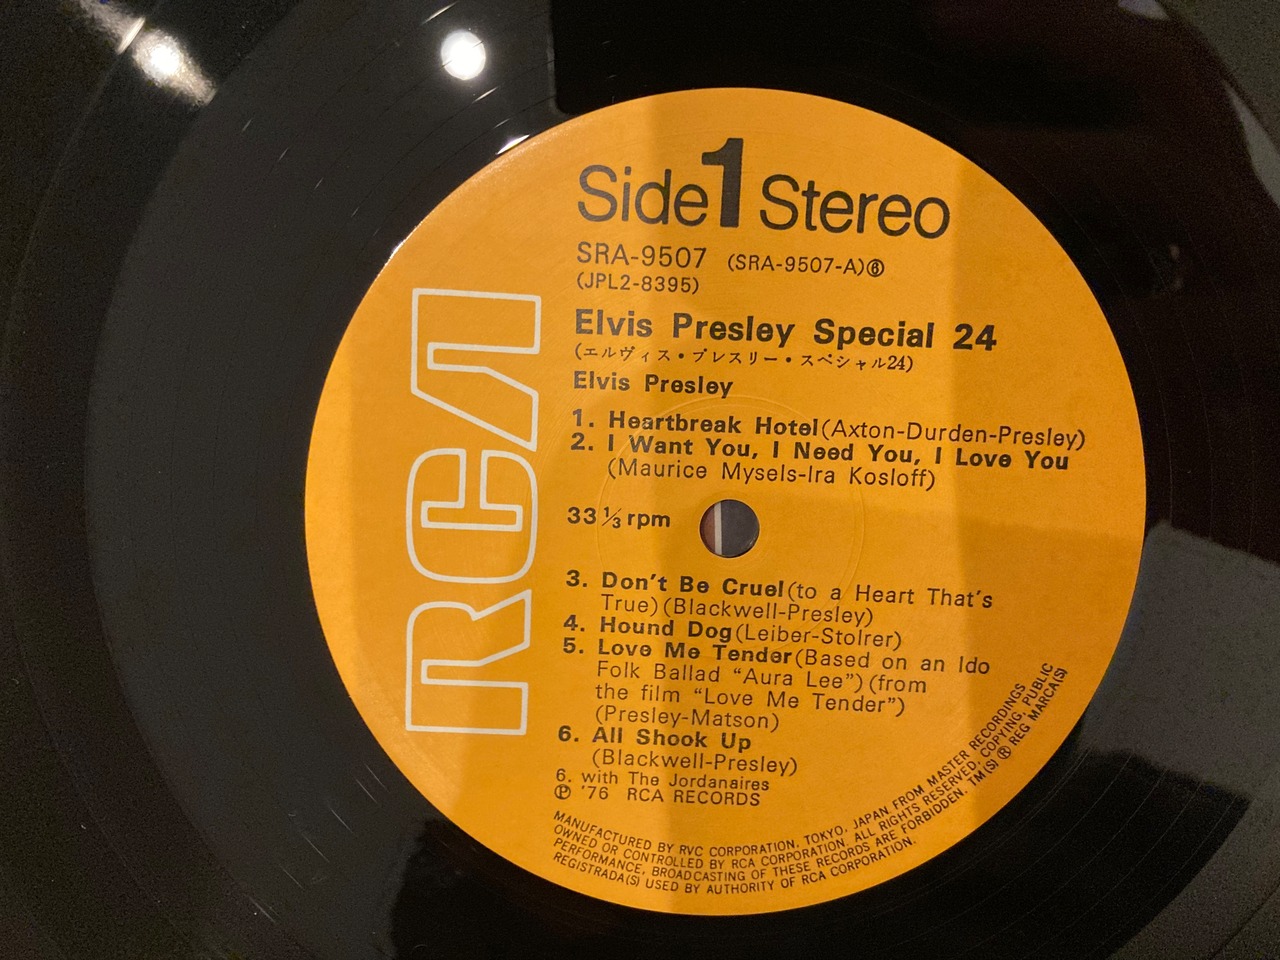 RCA
Side 1 Stereo
SRA-9507 (SRA-9507-A)⑥
(JPL2-8395)
Elvis Presley Special 24
(エルヴィス・プレスリー・スペシャル24)
Elvis Presley
1. Heartbreak Hotel(Axton-Durden-Presley)
2. I Want You, I Need You, I Love You
(Maurice Mysels-Ira Kosloff)
33 1/3 rpm
3. Don't Be Cruel(to a Heart That's
True)(Blackwell-Presley)
4. Hound Dog(Leiber-Stolrer)
5. Love Me Tender(Based on an Ido
Folk Ballad “Aura Lee”)(from
the film “Love Me Tender”)
(Presley-Matson)
6. All Shook Up
(Blackwell-Presley)
6. with The Jordanaires
℗ '76 RCA RECORDS
MANUFACTURED BY RVC CORPORATION, TOKYO, JAPAN FROM MASTER RECORDINGS
OWNED OR CONTROLLED BY RCA CORPORATION. ALL RIGHTS RESERVED. COPYING, PUBLIC
PERFORMANCE, BROADCASTING OF THESE RECORDS ARE FORBIDDEN. TM(S) ® REG MARCA(S)
REGISTRADA(S) USED BY AUTHORITY OF RCA CORPORATION.